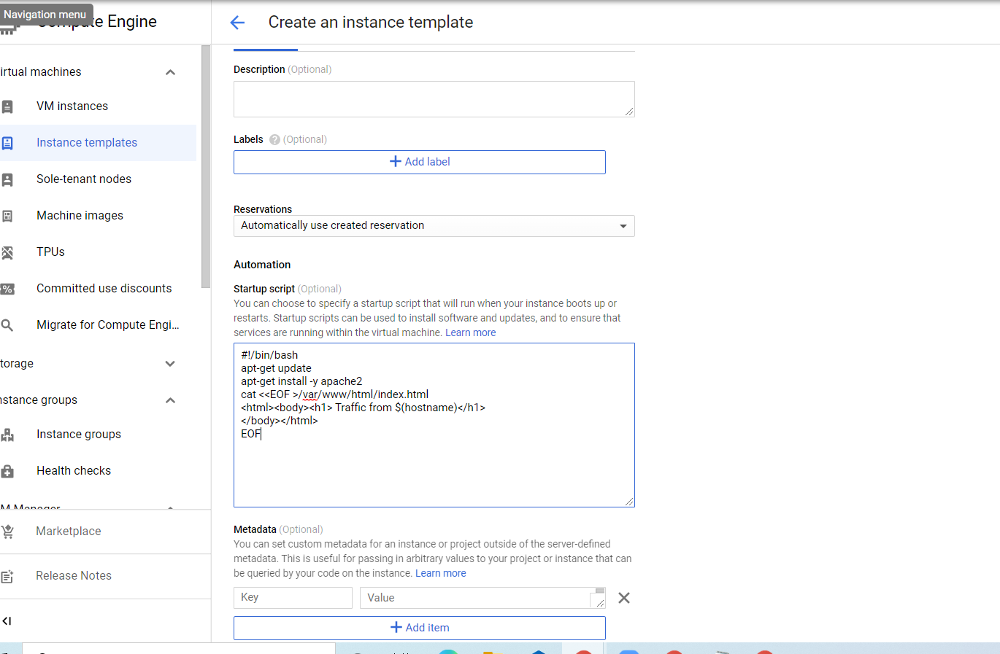 Navigation menu
Compute Engine
Create an instance template
irtual machines
VM instances
Instance templates
Sole-tenant nodes
Machine images
TPUs
Committed use discounts
Migrate for Compute Engi...
torage
nstance groups
Instance groups
Health checks
M Manager
Marketplace
Release Notes
Description (Optional)
Labels ? (Optional)
+ Add label
Reservations
Automatically use created reservation
Automation
Startup script (Optional)
You can choose to specify a startup script that will run when your instance boots up or
restarts. Startup scripts can be used to install software and updates, and to ensure that
services are running within the virtual machine. Learn more
#!/bin/bash
apt-get update
apt-get install -y apache2
cat <<EOF >/var/www/html/index.html
<html><body><h1> Traffic from $(hostname)</h1>
</body></html>
EOF
Metadata (Optional)
You can set custom metadata for an instance or project outside of the server-defined
metadata. This is useful for passing in arbitrary values to your project or instance that can
be queried by your code on the instance. Learn more
Key
Value
+ Add item